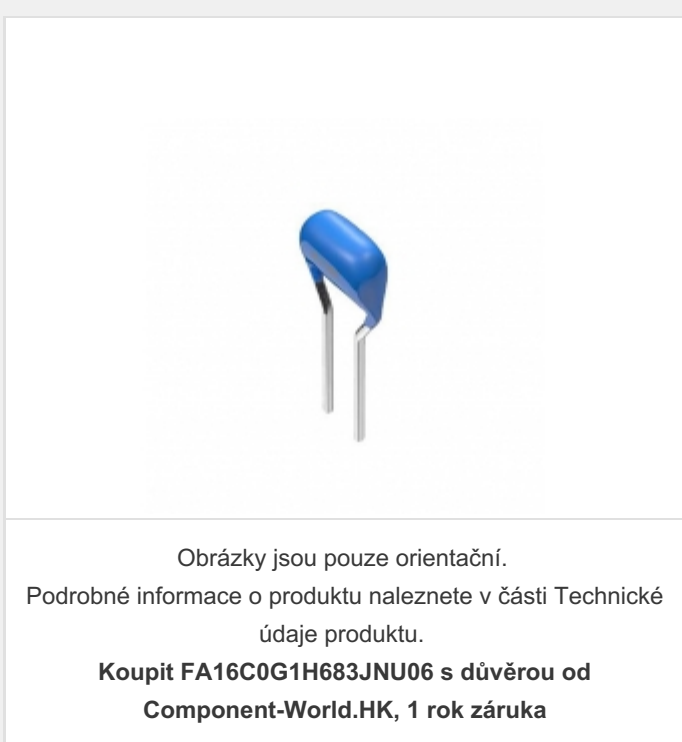 Obrázky jsou pouze orientační.
Podrobné informace o produktu naleznete v části Technické
údaje produktu.
Koupit FA16C0G1H683JNU06 s důvěrou od
Component-World.HK, 1 rok záruka